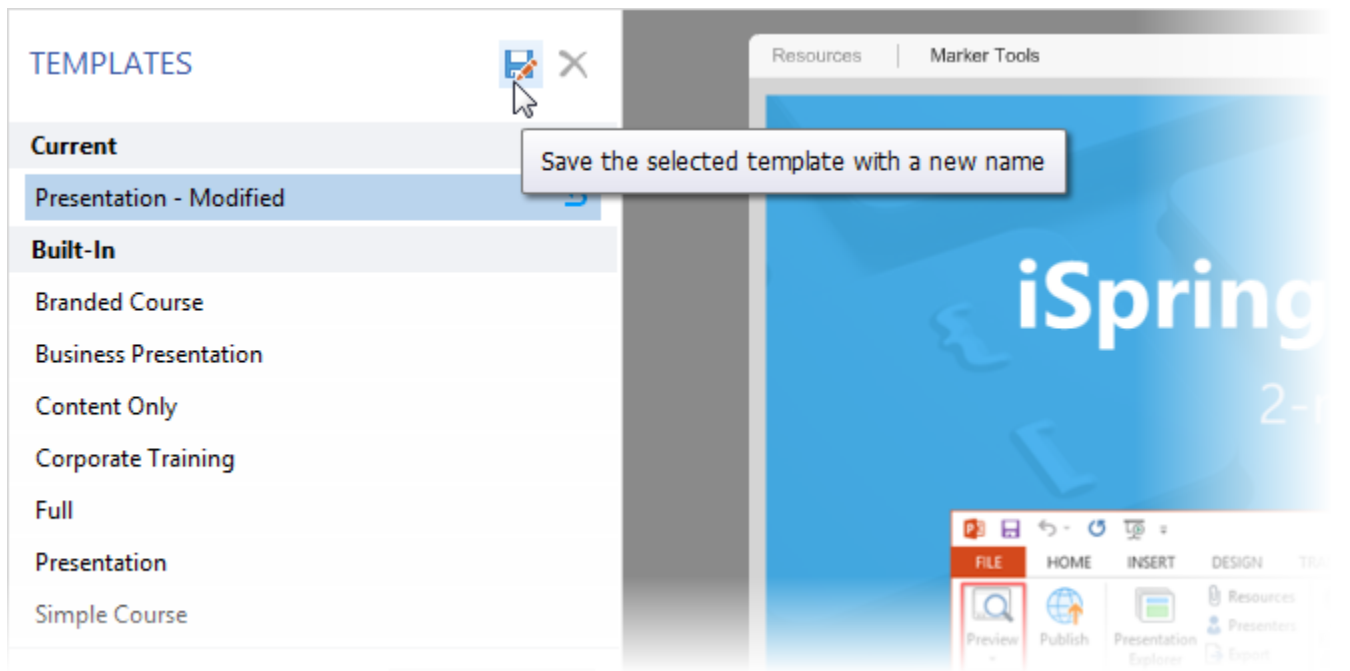 TEMPLATES
Resources
Marker Tools
Current
Save the selected template with a new name
Presentation - Modified
Built-In
Branded Course
Business Presentation
Content Only
Corporate Training
Full
Presentation
Simple Course
iSpring
2-
FILE HOME INSERT DESIGN
Preview Publish Presentation Explorer
Resources
Presenters
Export